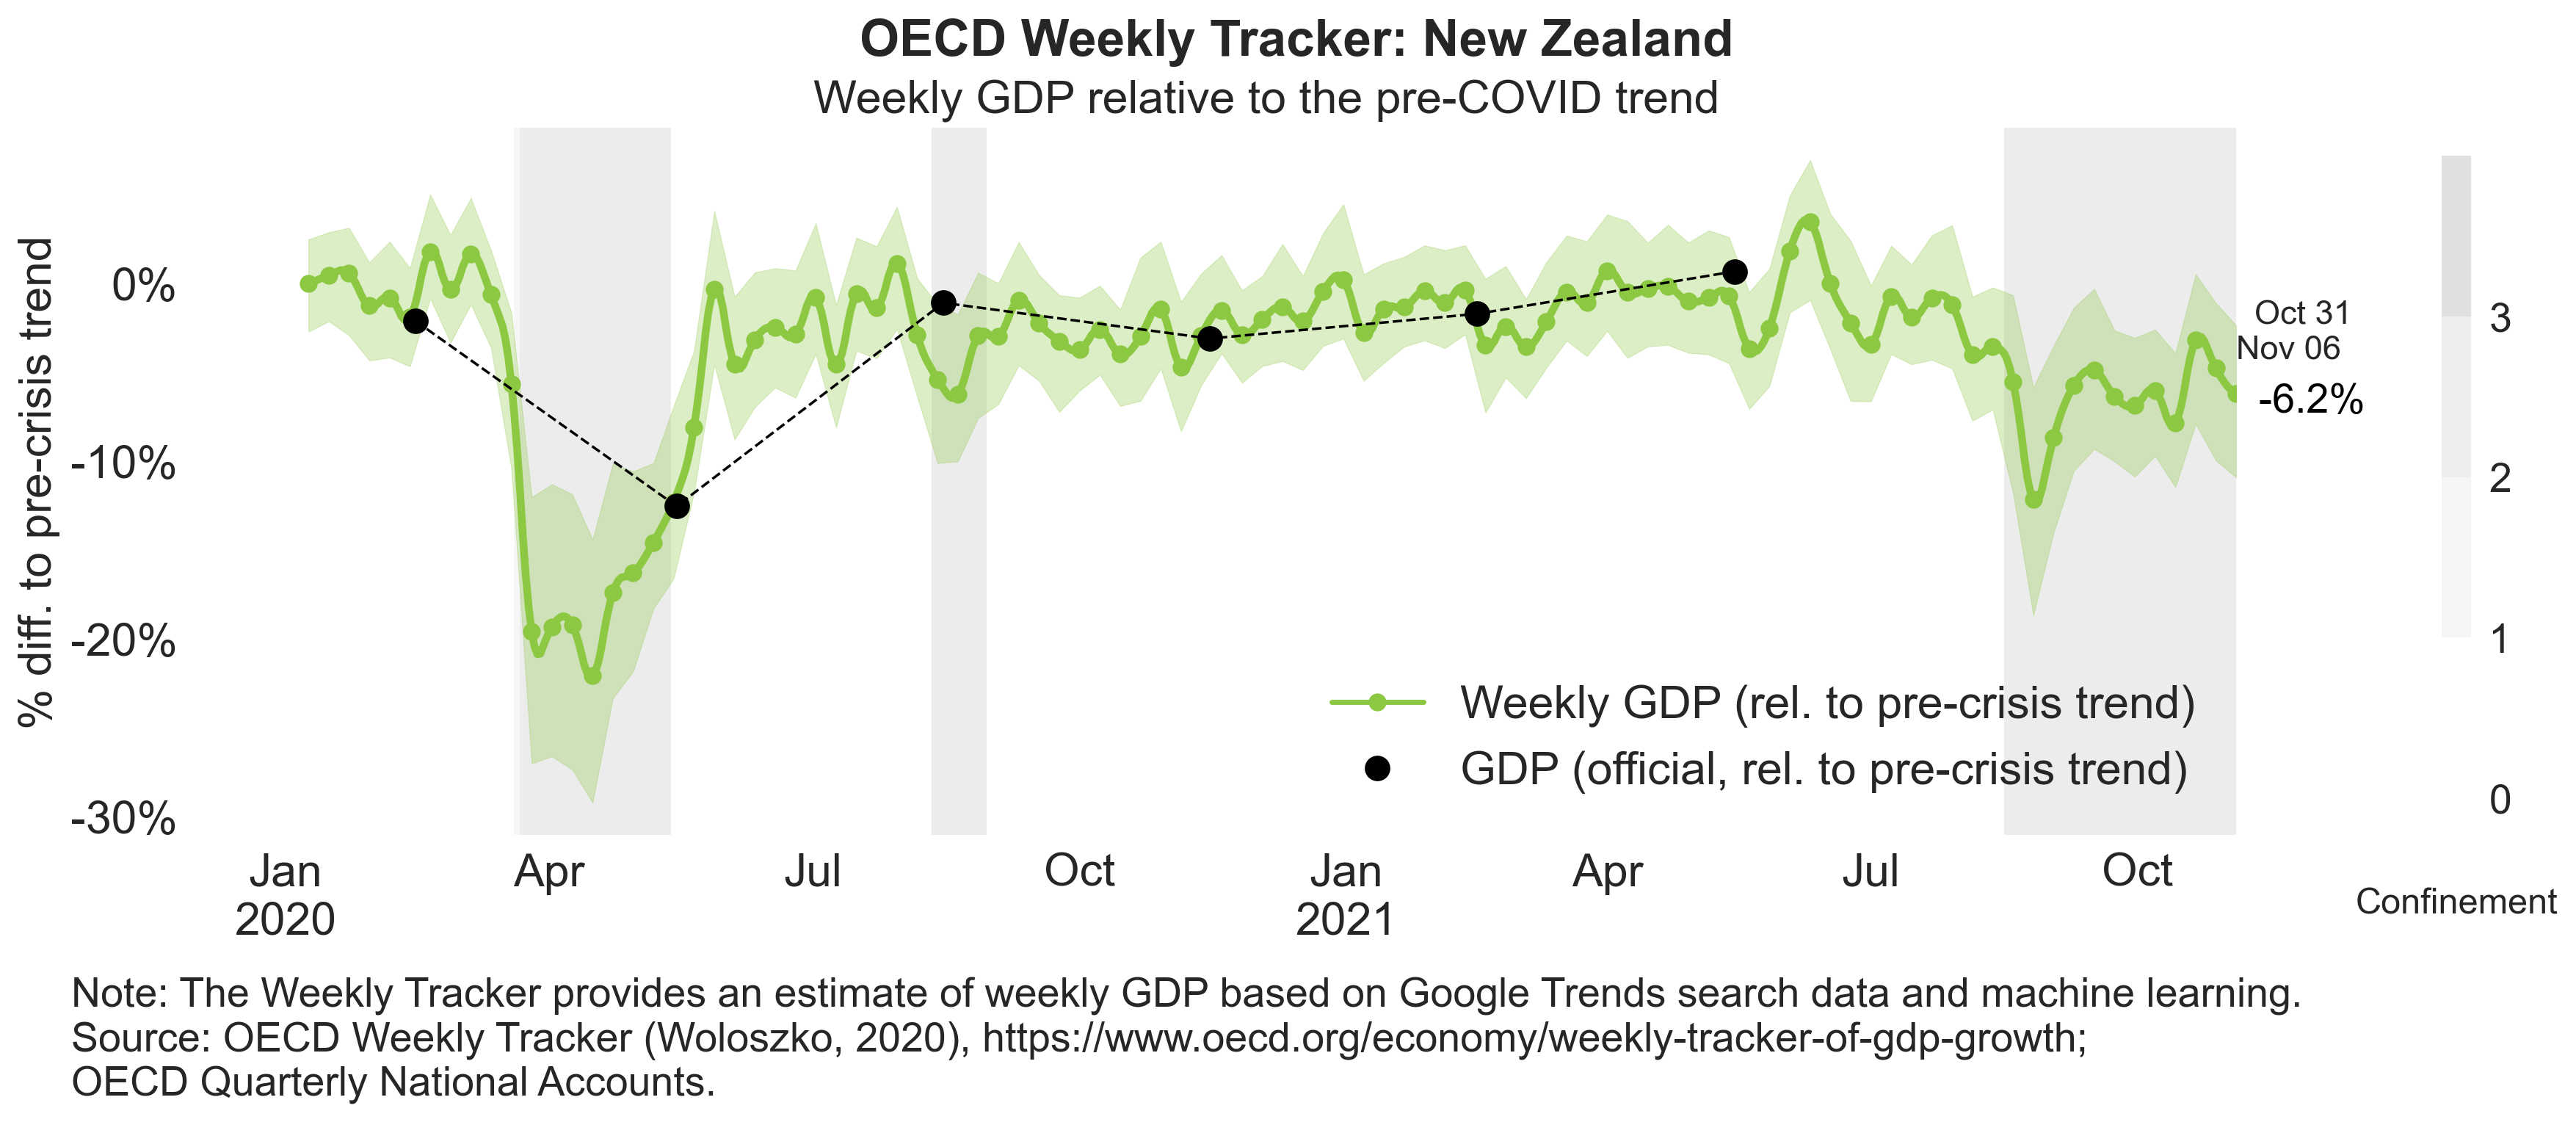 OECD Weekly Tracker: New Zealand
Weekly GDP relative to the pre-COVID trend
% diff. to pre-crisis trend
0%
-10%
-20%
-30%
Jan
2020
Apr
Jul
Oct
Jan
2021
Apr
Jul
Oct
Oct 31
Nov 06
-6.2%
Weekly GDP (rel. to pre-crisis trend)
GDP (official, rel. to pre-crisis trend)
3
2
1
0
Confinement
Note: The Weekly Tracker provides an estimate of weekly GDP based on Google Trends search data and machine learning.
Source: OECD Weekly Tracker (Woloszko, 2020), https://www.oecd.org/economy/weekly-tracker-of-gdp-growth;
OECD Quarterly National Accounts.